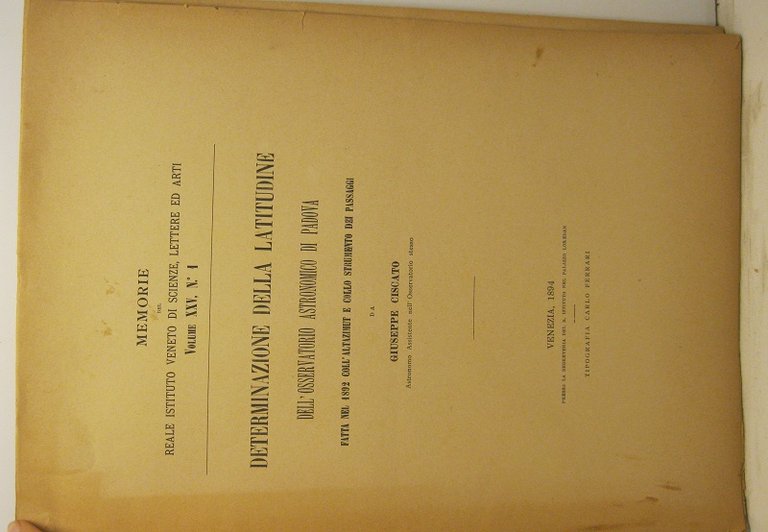 MEMORIE
DEL
REALE ISTITUTO VENETO DI SCIENZE, LETTERE ED ARTI
VOLUME XXV, N.° 1
DETERMINAZIONE DELLA LATITUDINE
DELL'OSSERVATORIO ASTRONOMICO DI PADOVA
FATTA NEL 1892 COLL'ALTAZIMUT E COLLO STRUMENTO DEI PASSAGGI
DA
GIUSEPPE CISCATO
Astronomo Assistente nell'Osservatorio stesso
VENEZIA, 1894
PRESSO LA SEGRETERIA DEL R. ISTITUTO NEL PALAZZO LOREDAN
TIPOGRAFIA CARLO FERRARI